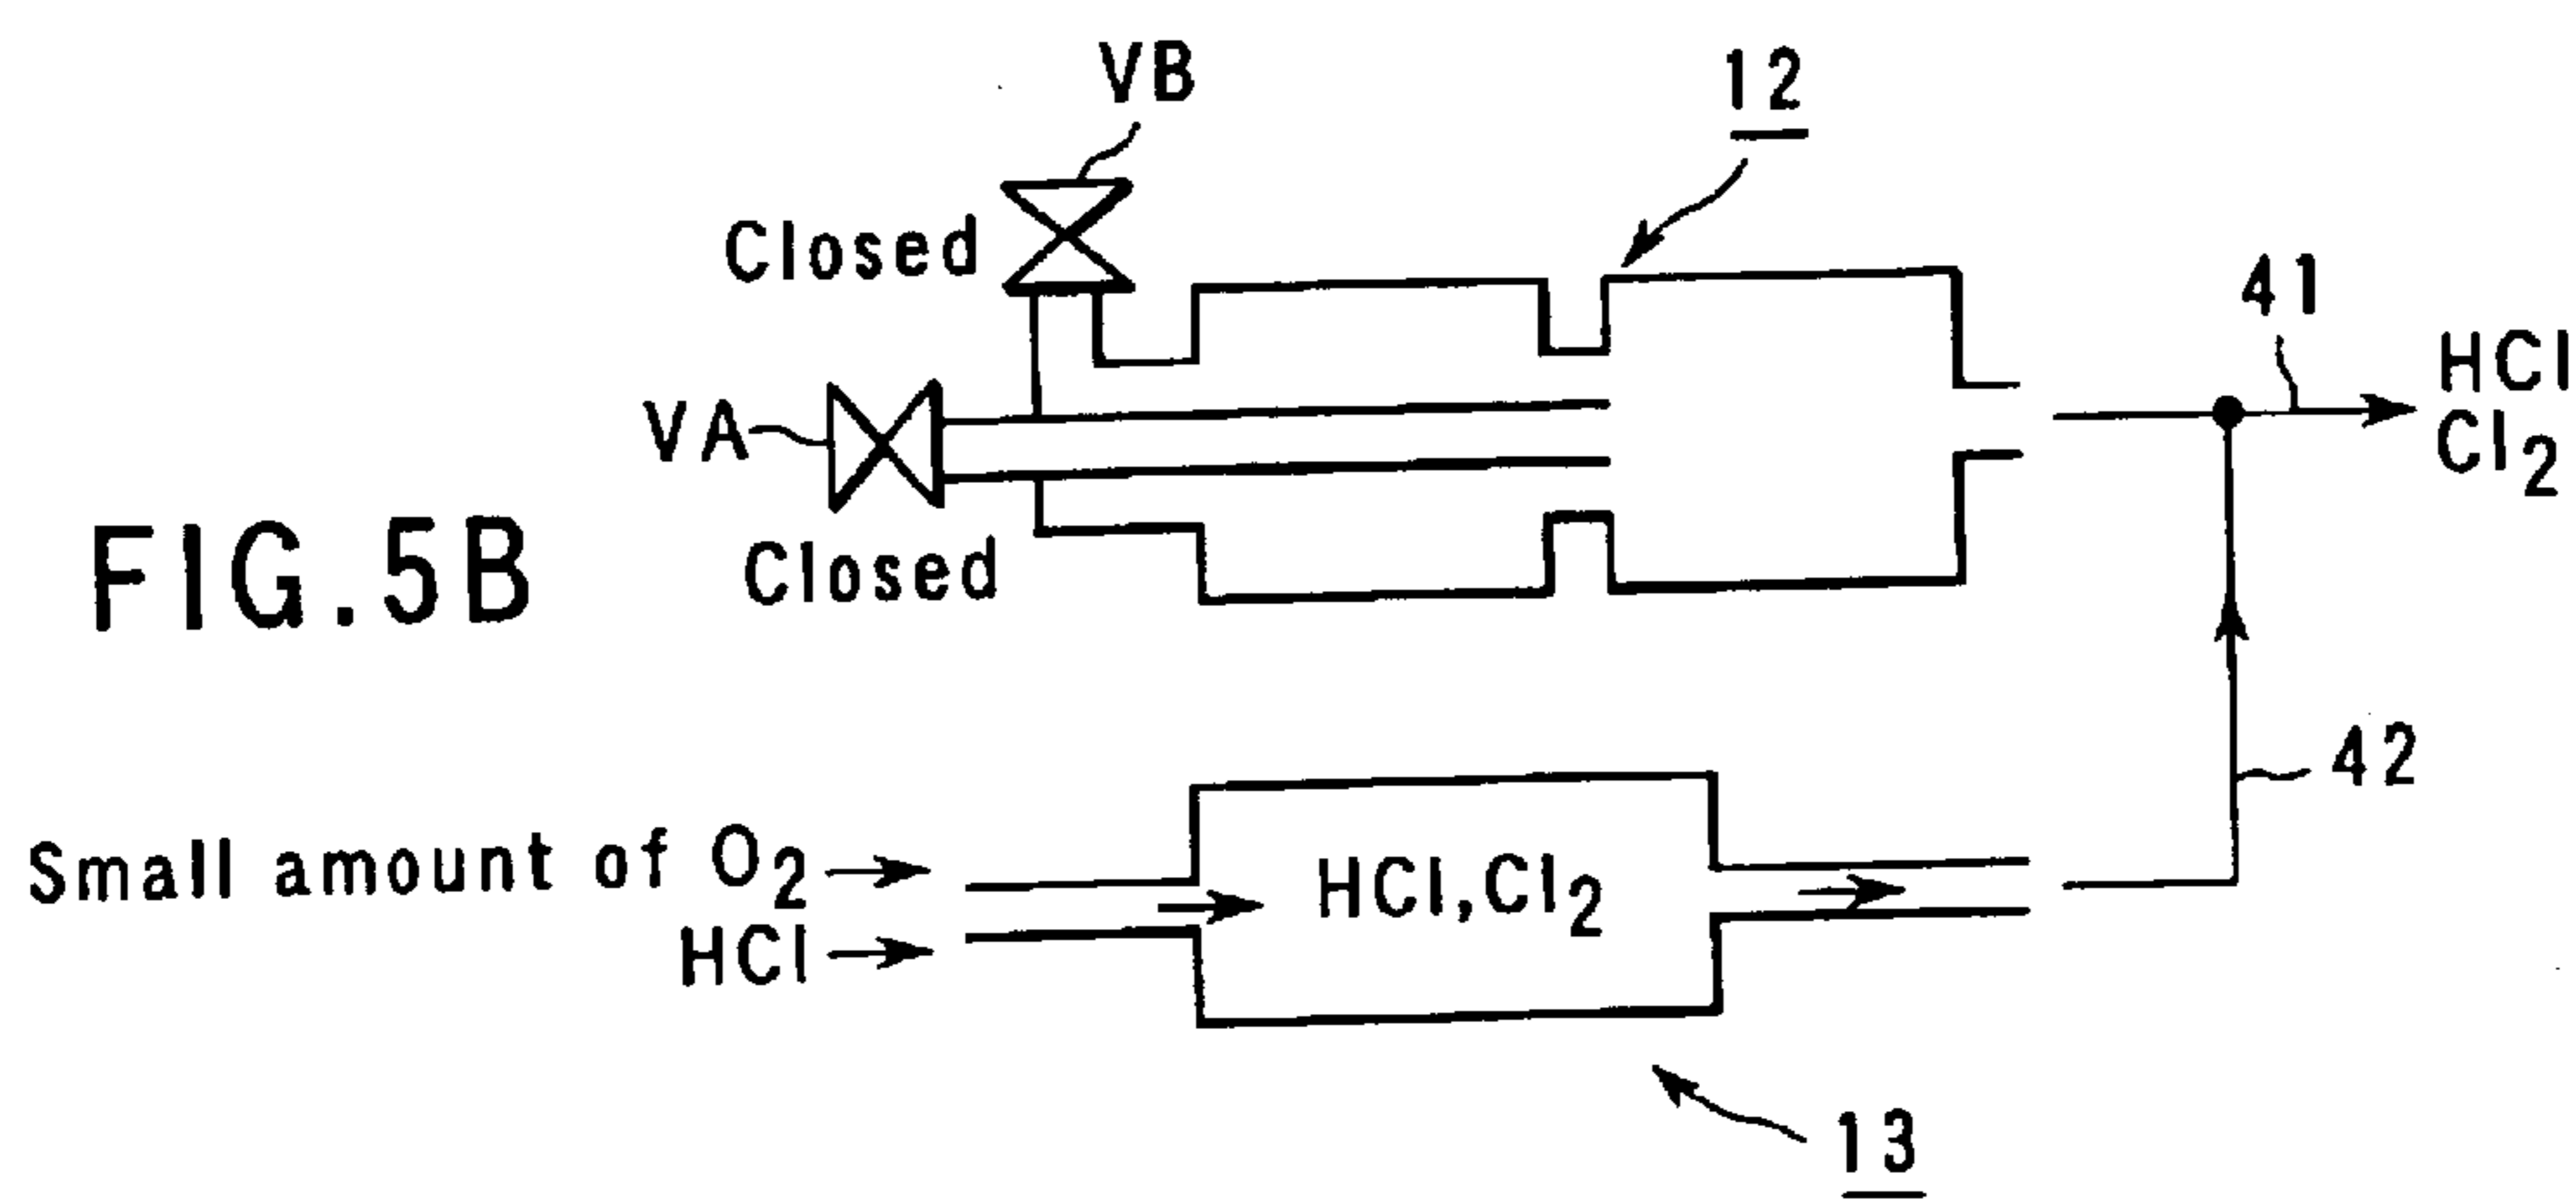 VB
12
Closed
41
HCl
Cl2
VA
Closed
FIG.5B
42
Small amount of O2
HCl
HCl,Cl2
13